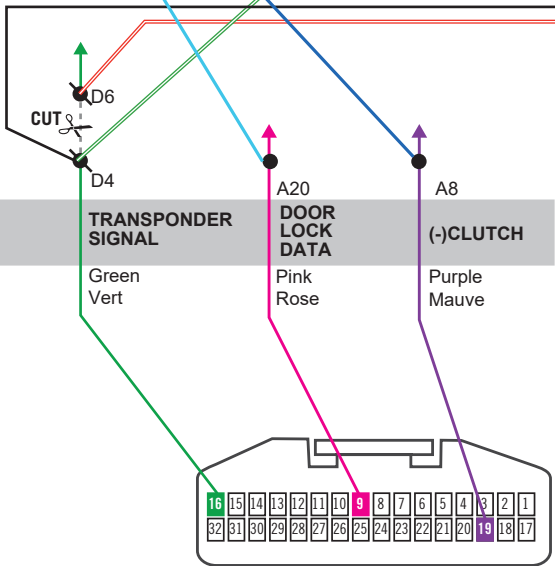 D6
CUT
D4
A20
A8
TRANSPONDER
SIGNAL
DOOR
LOCK
DATA
(-)CLUTCH
Green
Vert
Pink
Rose
Purple
Mauve
16 15 14 13 12 11 10 9 8 7 6 5 4 3 2 1
32 31 30 29 28 27 26 25 24 23 22 21 20 19 18 17